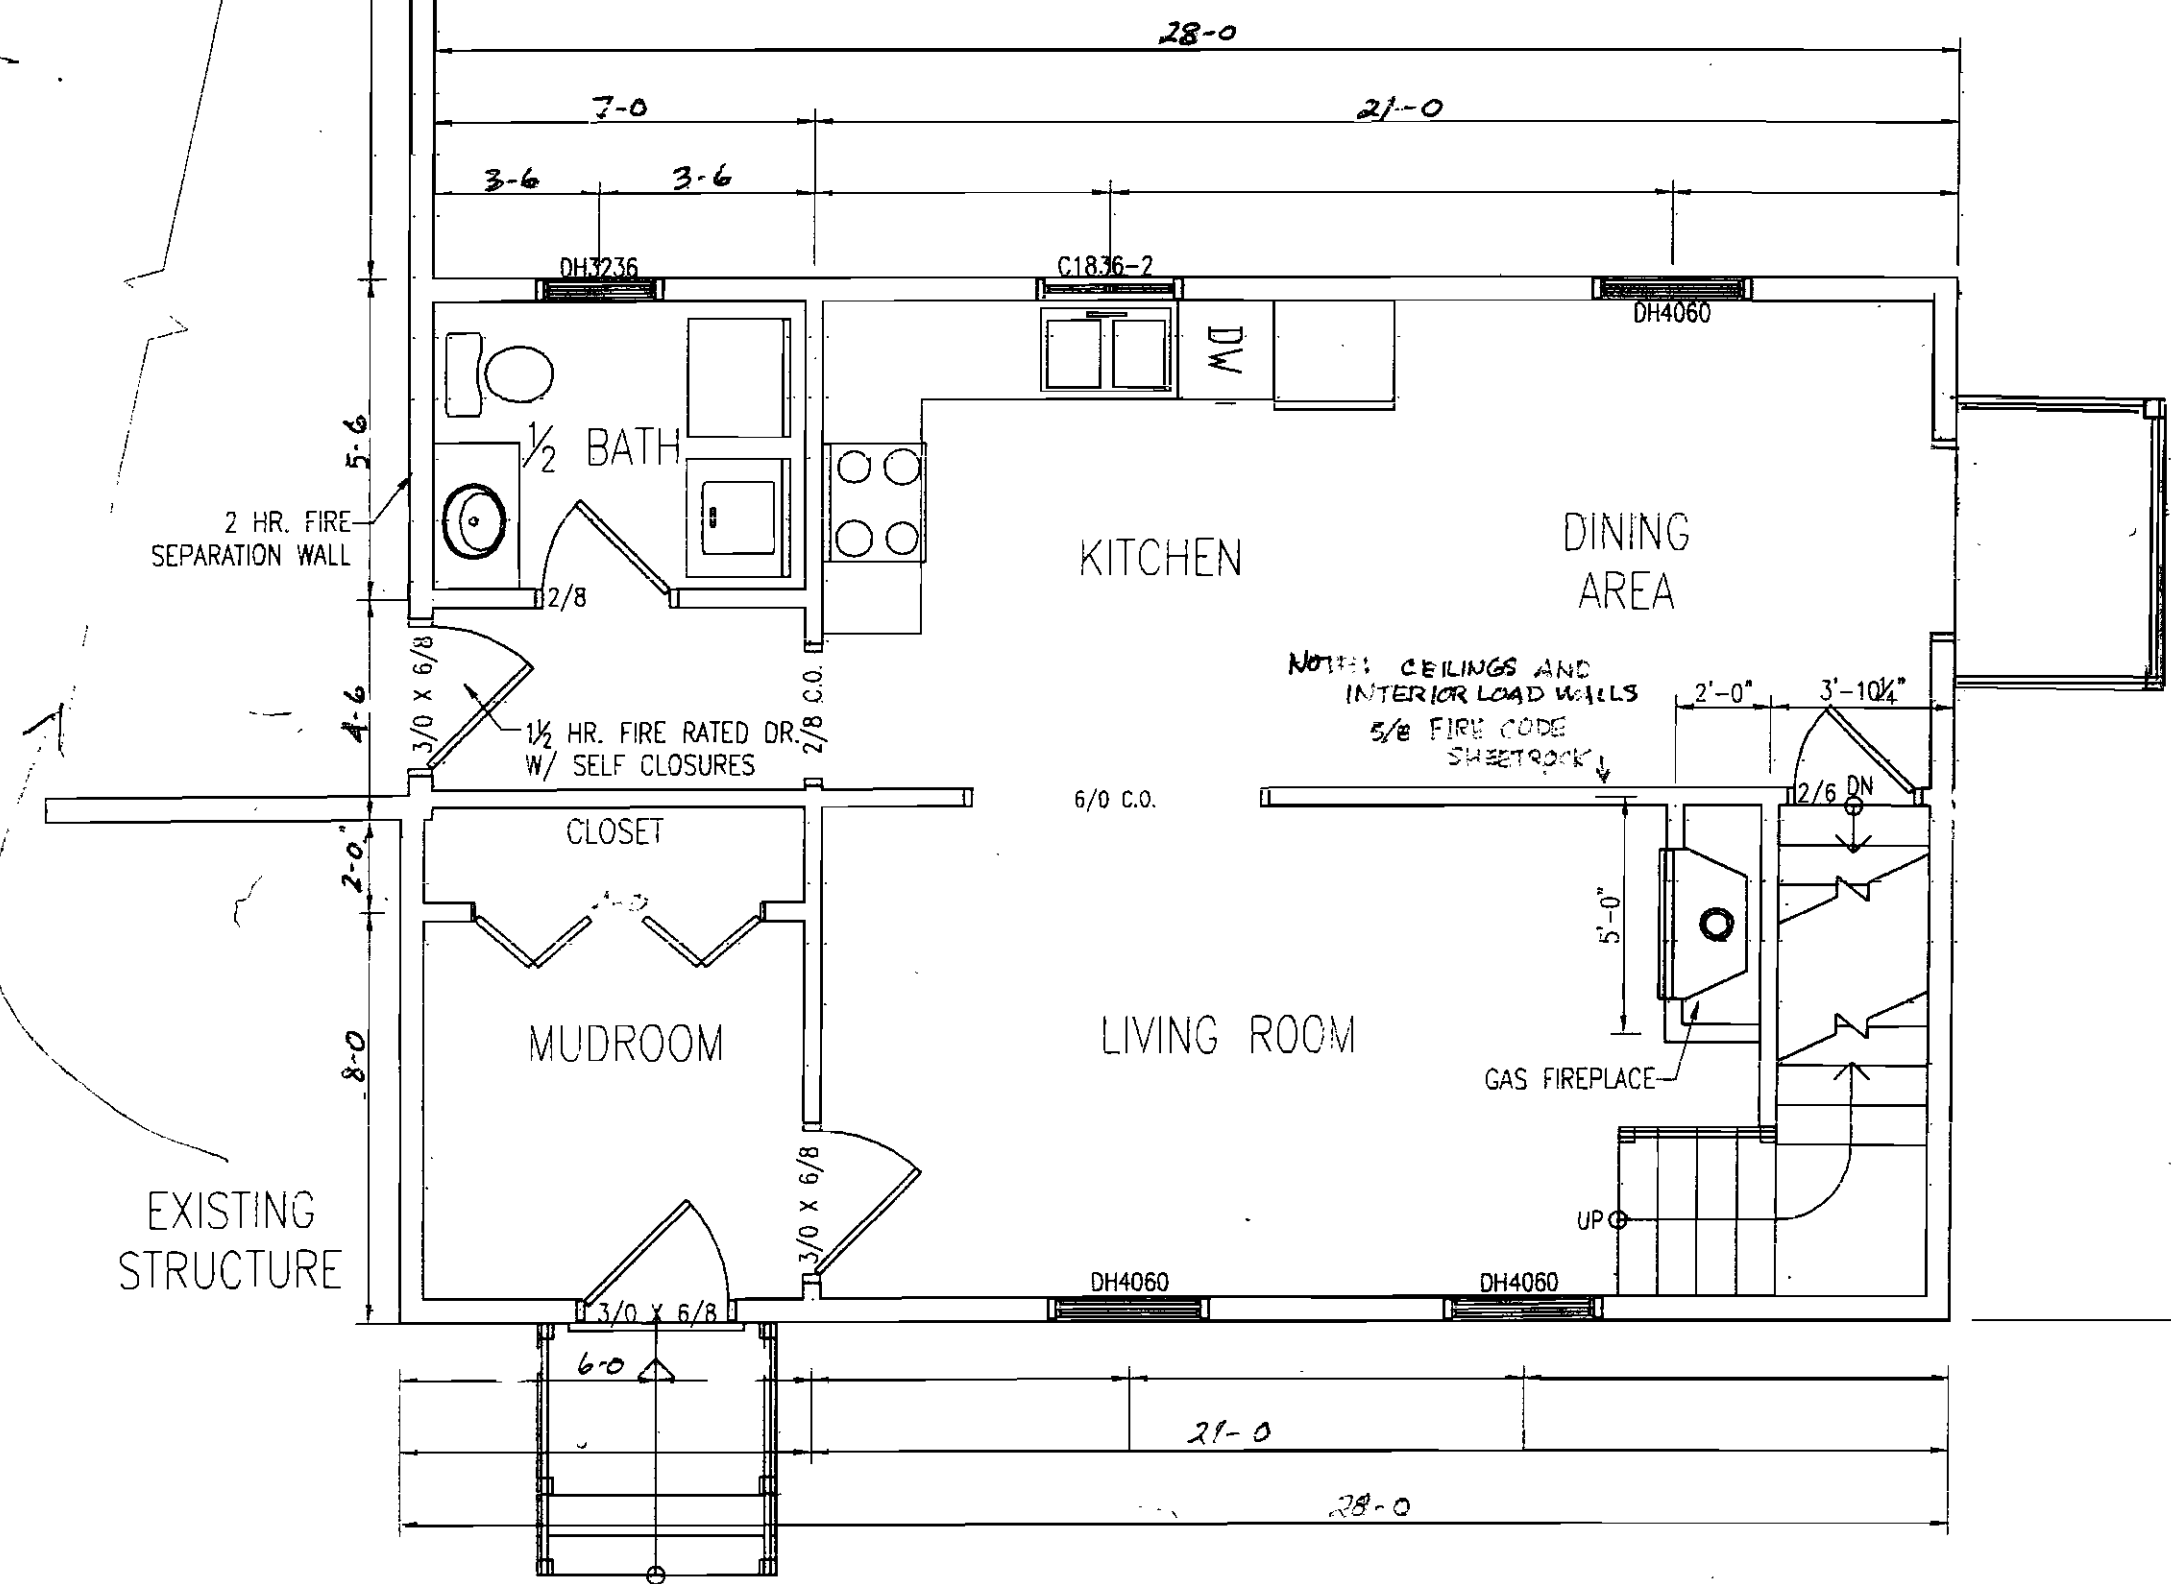 28-0
7-0
21-0
3-6
3-6
DH3236
C1836-2
DH4060
DW
5-6
1/2 BATH
2 HR. FIRE
SEPARATION WALL
KITCHEN
DINING
AREA
2/8
3/0 X 6/8
4-6
1½ HR. FIRE RATED DR.
W/ SELF CLOSURES
2/8 C.O.
CEILINGS AND
INTERIOR LOAD WALLS
5/8 FIRE CODE
SHEETROCK
2'-0"
3'-10¼"
2/6 DN
6/0 C.O.
CLOSET
2-0"
5'-0"
8-0
MUDROOM
LIVING ROOM
GAS FIREPLACE
3/0 X 6/8
UP
EXISTING
STRUCTURE
DH4060
DH4060
3/0 X 6/8
6-0
21-0
28-0